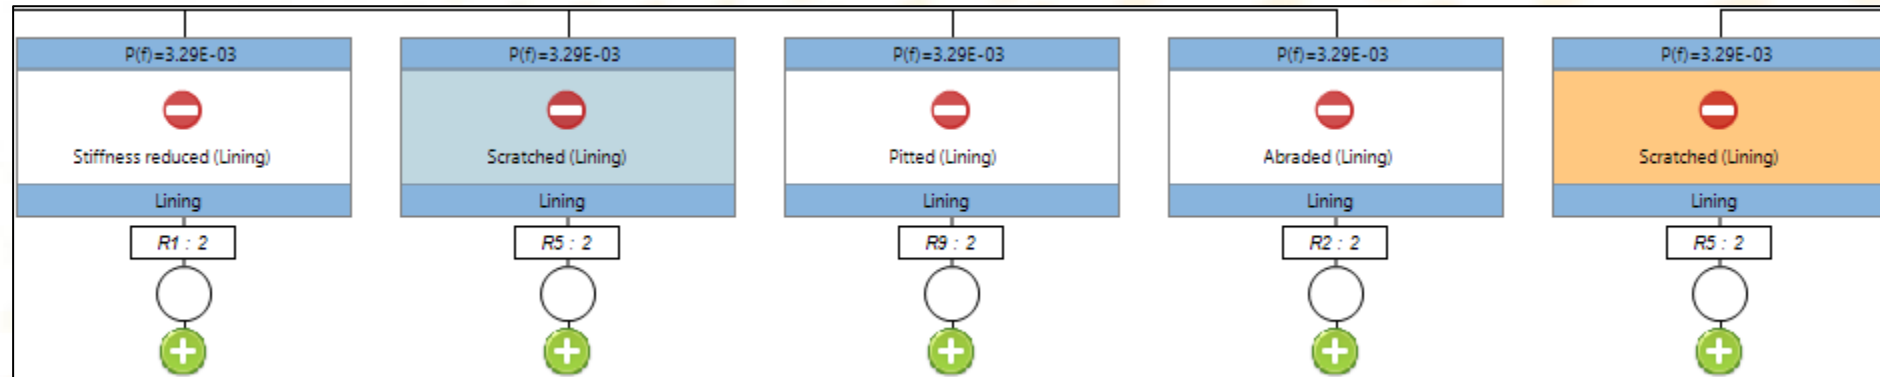 P(f)=3.29E-03
Stiffness reduced (Lining)
Lining
R1 : 2
P(f)=3.29E-03
Scratched (Lining)
Lining
R5 : 2
P(f)=3.29E-03
Pitted (Lining)
Lining
R9 : 2
P(f)=3.29E-03
Abraded (Lining)
Lining
R2 : 2
P(f)=3.29E-03
Scratched (Lining)
Lining
R5 : 2